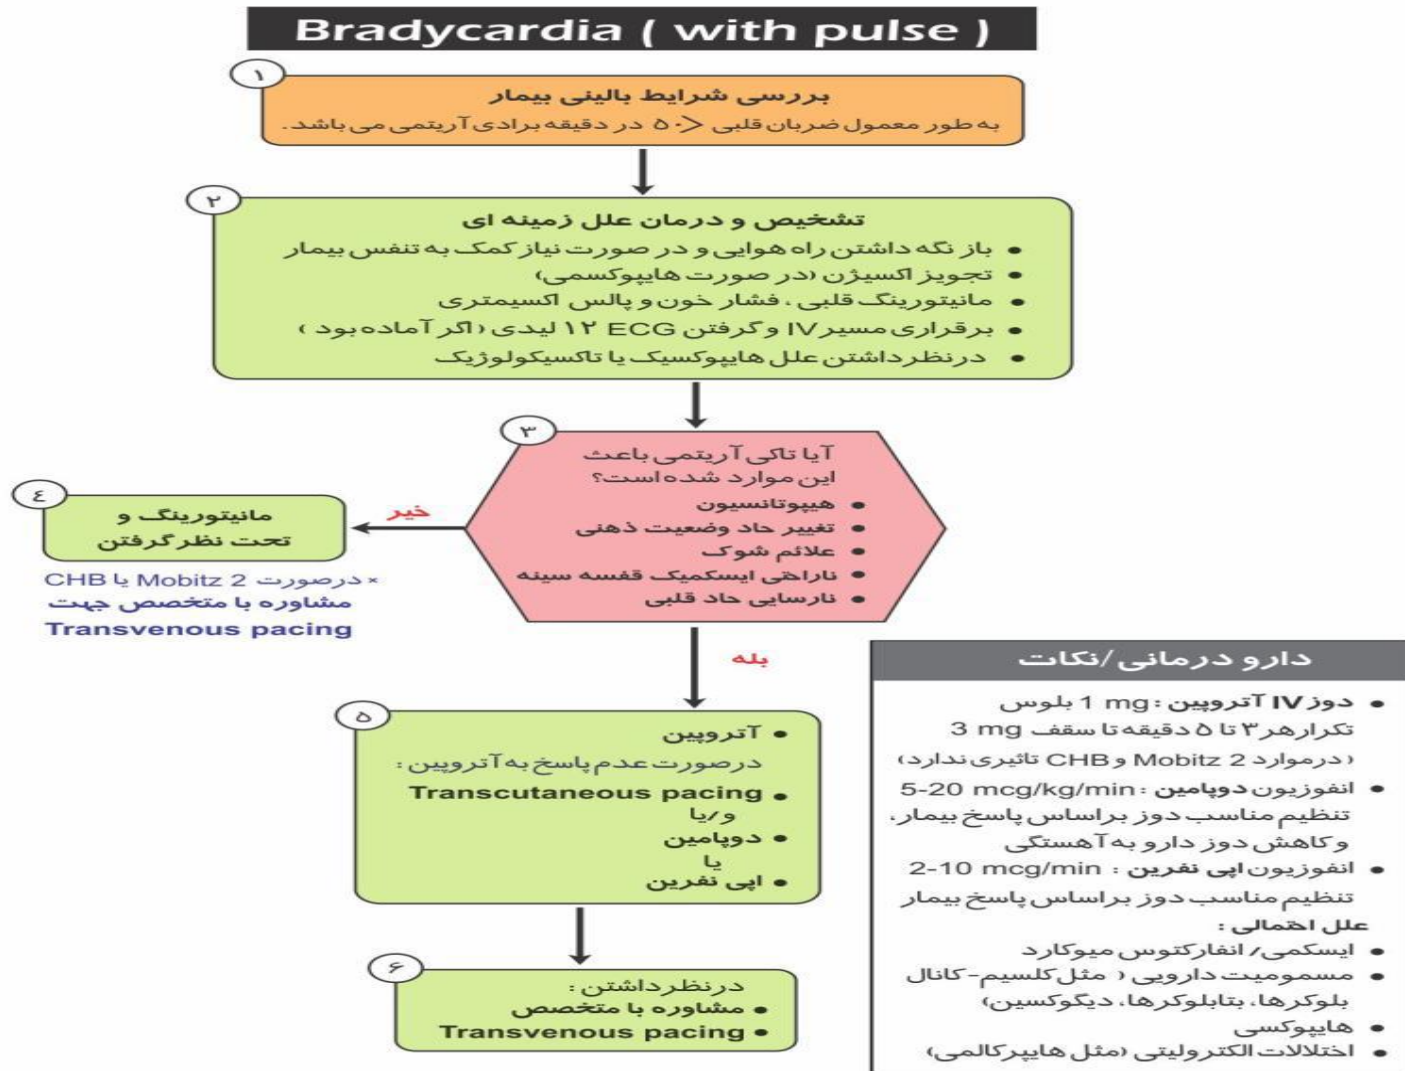 Bradycardia ( with pulse )
۱
بررسی شرایط بالینی بیمار
به طور معمول ضربان قلبی <۵۰ در دقیقه برادی آریتمی می باشد.
۲
تشخیص و درمان علل زمینه ای
• باز نگه داشتن راه هوایی و در صورت نیاز کمک به تنفس بیمار
• تجویز اکسیژن (در صورت هایپوکسمی)
• مانیتورینگ قلبی ، فشار خون و پالس اکسیمتری
• برقراری مسیر IV و گرفتن ECG ۱۲ لیدی ( اگر آماده بود )
• درنظرداشتن علل هایپوکسیک یا تاکسیکولوژیک
۳
آیا تاکی آریتمی باعث
این موارد شده است؟
• هیپوتانسیون
• تغییر حاد وضعیت ذهنی
• علائم شوک
• ناراحتی ایسکمیک قفسه سینه
• نارسایی حاد قلبی
خیر
٤
مانیتورینگ و
تحت نظر گرفتن
× درصورت Mobitz 2 یا CHB
مشاوره با متخصص جهت
Transvenous pacing
بله
۵
• آتروپین
درصورت عدم پاسخ به آتروپین :
• Transcutaneous pacing
و/یا
• دوپامین
یا
• اپی نفرین
۶
درنظرداشتن :
• مشاوره با متخصص
• Transvenous pacing
دارو درمانی/نکات
• دوز IV آتروپین : 1 mg بلوس
تکرارهر ۳ تا ۵ دقیقه تا سقف 3 mg
(درموارد Mobitz 2 و CHB تاثیری ندارد)
• انفوزیون دوپامین : 5-20 mcg/kg/min
تنظیم مناسب دوز براساس پاسخ بیمار،
و کاهش دوز دارو به آهستگی
• انفوزیون اپی نفرین : 2-10 mcg/min
تنظیم مناسب دوز براساس پاسخ بیمار
علل احتمالی :
• ایسکمی/ انفارکتوس میوکارد
• مسمومیت دارویی ( مثل کلسیم-کانال
بلوکرها، بتابلوکرها، دیگوکسین)
• هایپوکسی
• اختلالات الکترولیتی (مثل هایپرکالمی)